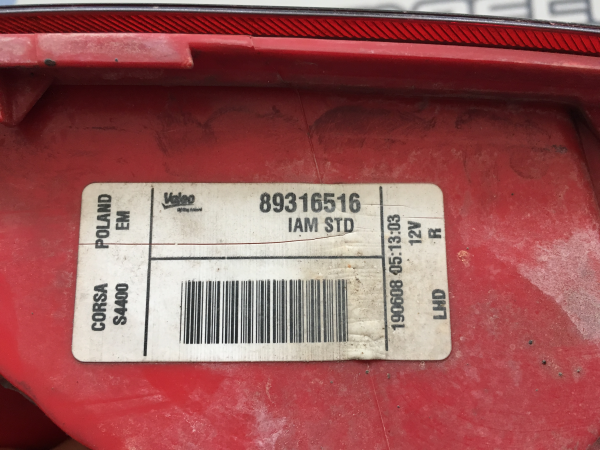 Valeo
89316516
IAM STD
CORSA POLAND
S4400 EM
190608 05:13:03
12V
LHD R